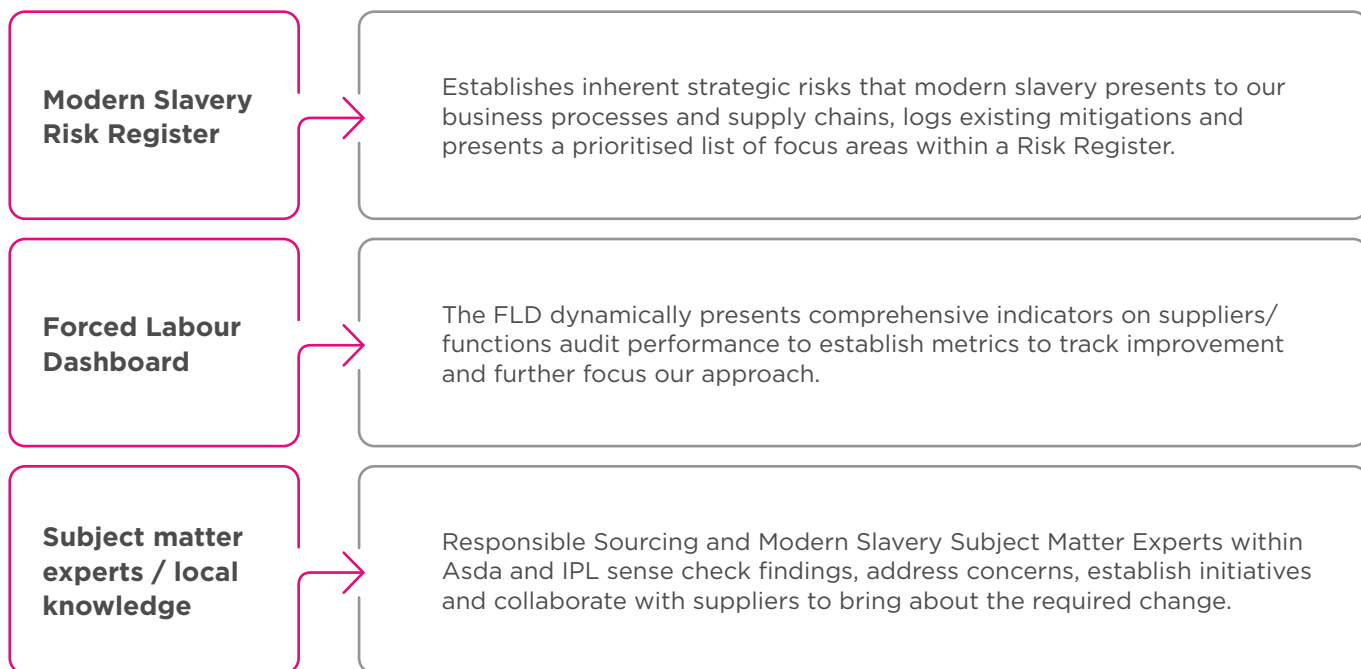 Modern Slavery
Risk Register
Establishes inherent strategic risks that modern slavery presents to our
business processes and supply chains, logs existing mitigations and
presents a prioritised list of focus areas within a Risk Register.
Forced Labour
Dashboard
The FLD dynamically presents comprehensive indicators on suppliers/
functions audit performance to establish metrics to track improvement
and further focus our approach.
Subject matter
experts / local
knowledge
Responsible Sourcing and Modern Slavery Subject Matter Experts within
Asda and IPL sense check findings, address concerns, establish initiatives
and collaborate with suppliers to bring about the required change.